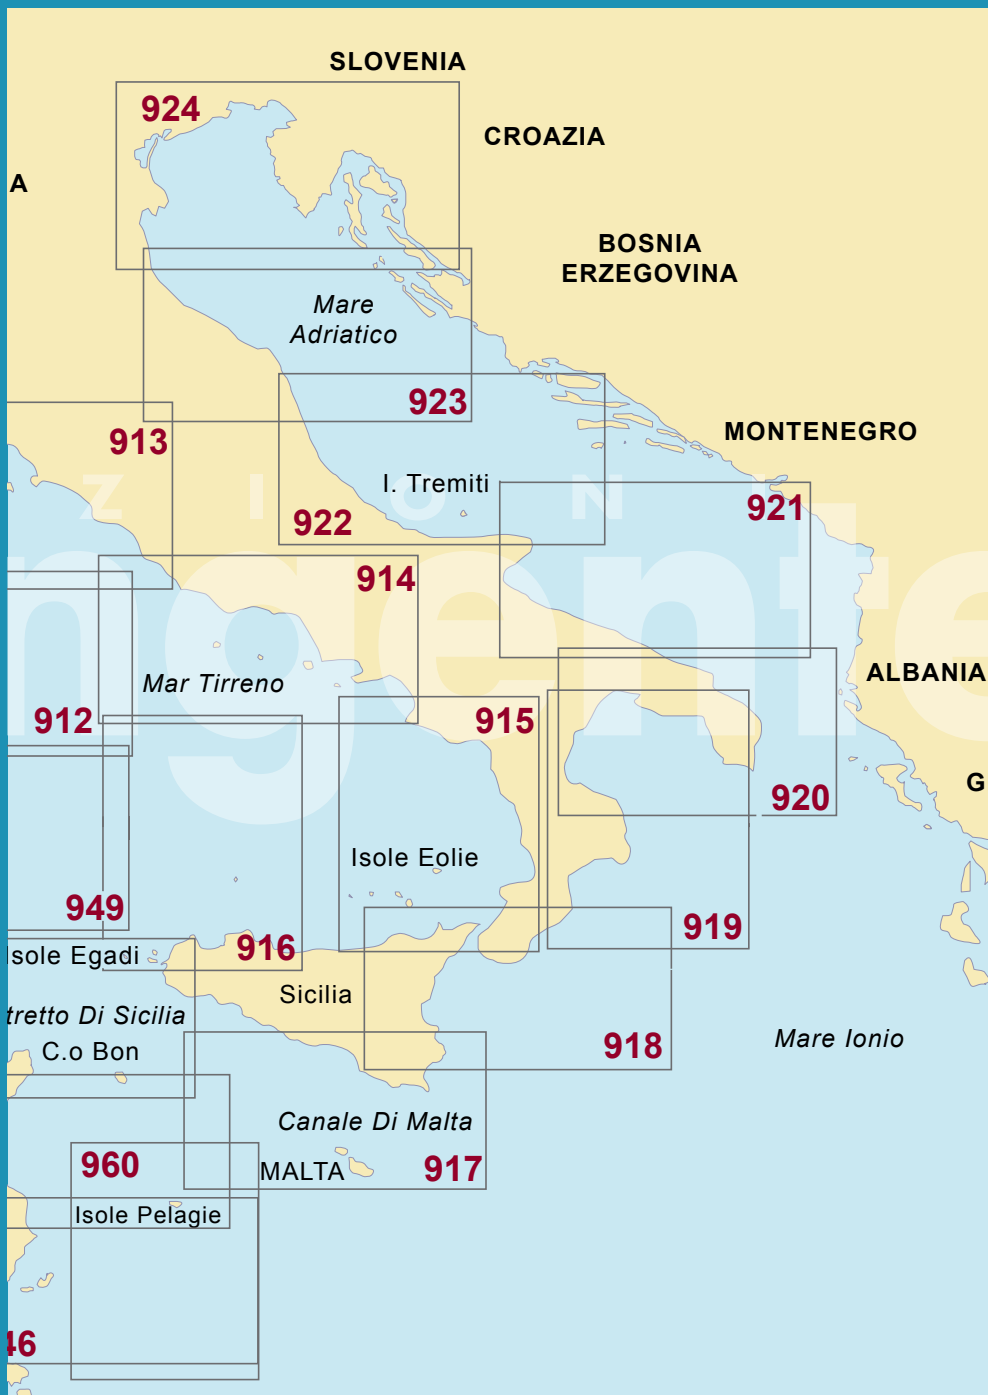 SLOVENIA
924
CROAZIA
A
BOSNIA
ERZEGOVINA
Mare
Adriatico
923
MONTENEGRO
913
I. Tremiti
Z I O N I
921
922
914
ngente
ALBANIA
Mar Tirreno
912
915
G
920
Isole Eolie
949
919
916
Isole Egadi
Sicilia
tretto Di Sicilia
918
Mare Ionio
C.o Bon
Canale Di Malta
960
MALTA
917
Isole Pelagie
46